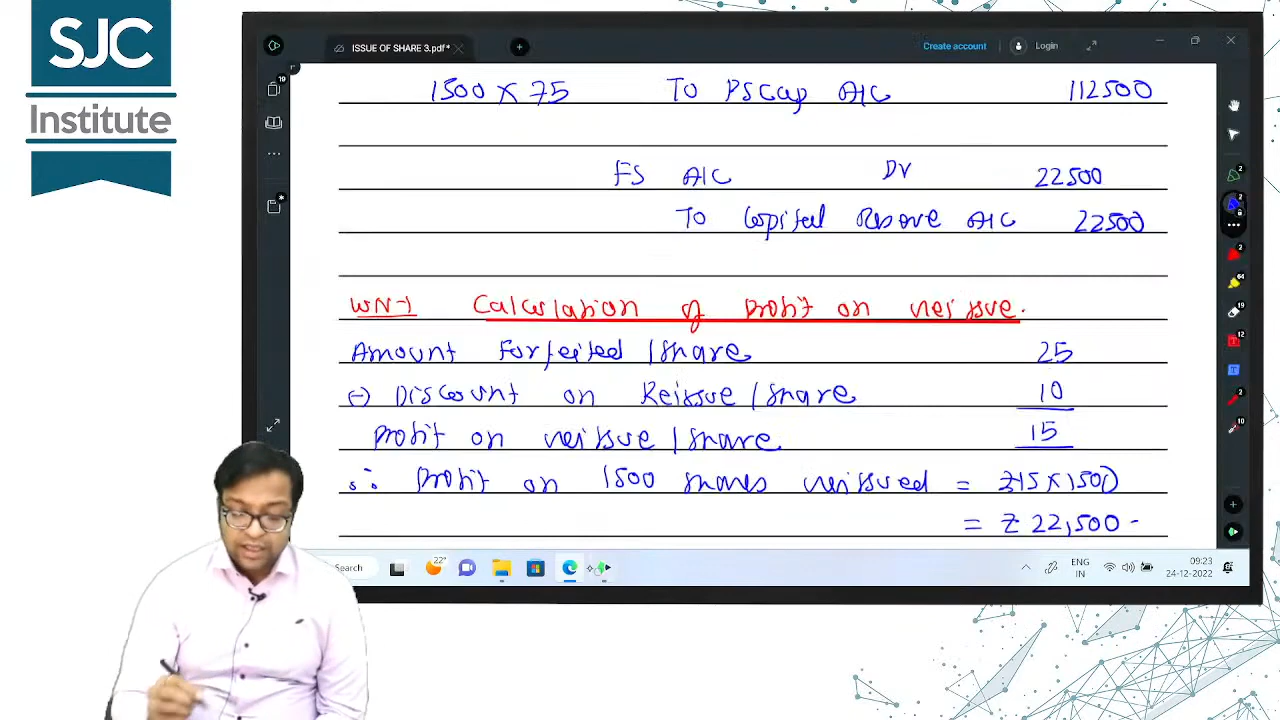 SJC
Institute
ISSUE OF SHARE 3.pdf*
Create account
Login
1500 X 75 To PSCap A/C 112500
FS A/C Dr 22500
To Capital Reserve A/C 22500
WN-1 Calculation of Profit on reissue.
Amount Forfeited /share 25
(-) Discount on Reissue /share 10
Profit on reissue /share 15
∴ Profit on 1500 shares reissued = ₹15 X 1500
= ₹ 22,500 -
Search
22°
ENG
IN
09:23
24-12-2022